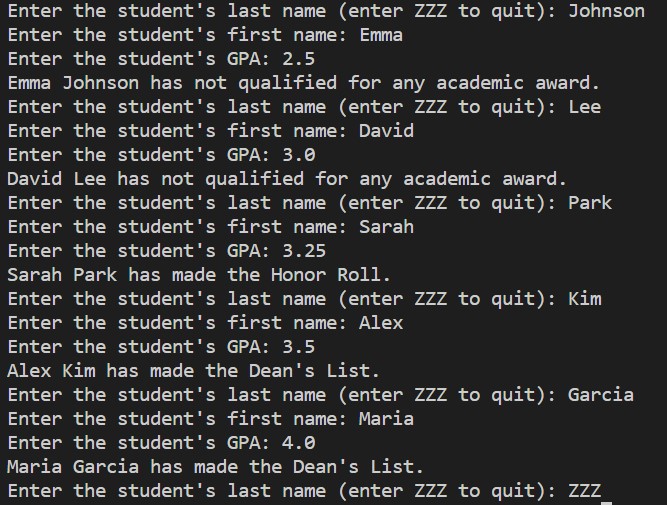 Enter the student's last name (enter ZZZ to quit): Johnson
Enter the student's first name: Emma
Enter the student's GPA: 2.5
Emma Johnson has not qualified for any academic award.
Enter the student's last name (enter ZZZ to quit): Lee
Enter the student's first name: David
Enter the student's GPA: 3.0
David Lee has not qualified for any academic award.
Enter the student's last name (enter ZZZ to quit): Park
Enter the student's first name: Sarah
Enter the student's GPA: 3.25
Sarah Park has made the Honor Roll.
Enter the student's last name (enter ZZZ to quit): Kim
Enter the student's first name: Alex
Enter the student's GPA: 3.5
Alex Kim has made the Dean's List.
Enter the student's last name (enter ZZZ to quit): Garcia
Enter the student's first name: Maria
Enter the student's GPA: 4.0
Maria Garcia has made the Dean's List.
Enter the student's last name (enter ZZZ to quit): ZZZ